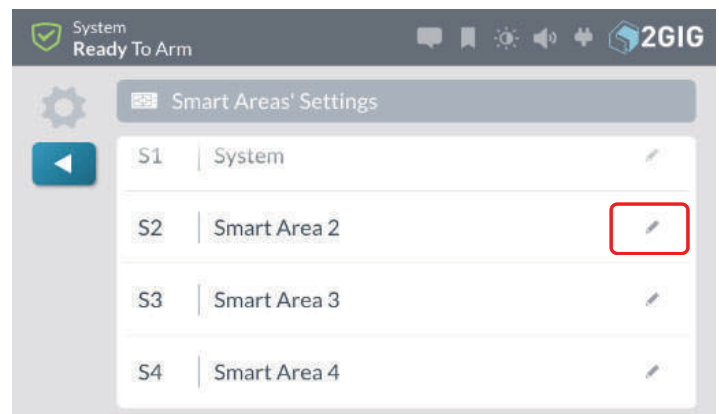 System
Ready To Arm
2GIG
Smart Areas' Settings
S1 System
S2 Smart Area 2
S3 Smart Area 3
S4 Smart Area 4